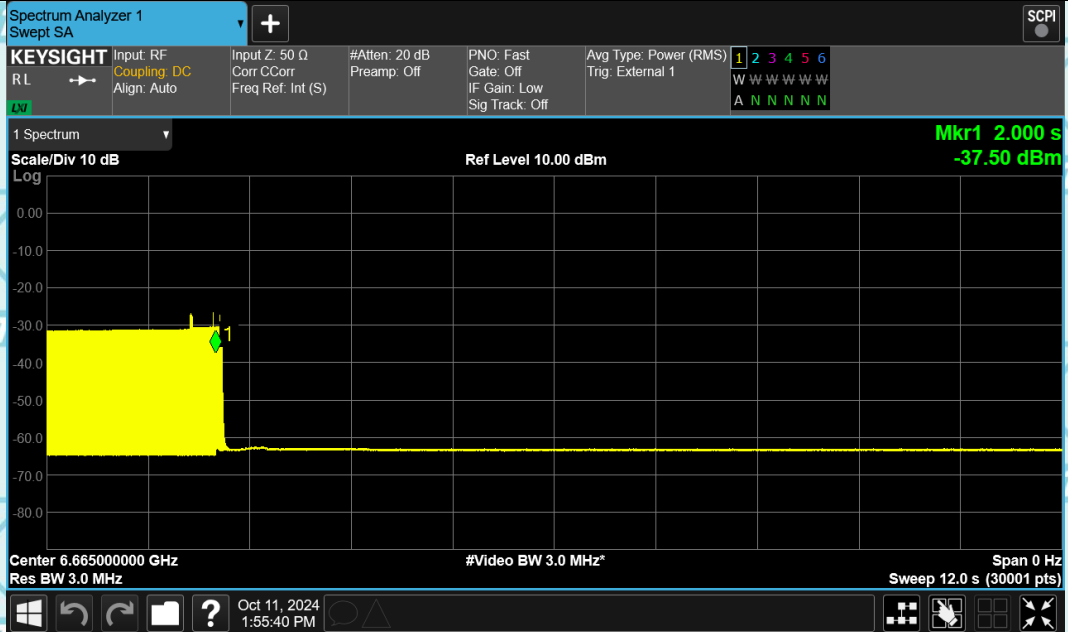 Spectrum Analyzer 1
Swept SA
+
SCPI
KEYSIGHT
R L
LXI
Input: RF
Coupling: DC
Align: Auto
Input Z: 50 Ω
Corr CCorr
Freq Ref: Int (S)
#Atten: 20 dB
Preamp: Off
PNO: Fast
Gate: Off
IF Gain: Low
Sig Track: Off
Avg Type: Power (RMS)
Trig: External 1
1 2 3 4 5 6
W W W W W W
A N N N N N
1 Spectrum
Mkr1 2.000 s
-37.50 dBm
Scale/Div 10 dB
Ref Level 10.00 dBm
Log
0.00
-10.0
-20.0
-30.0
1
-40.0
-50.0
-60.0
-70.0
-80.0
Center 6.665000000 GHz
#Video BW 3.0 MHz*
Span 0 Hz
Res BW 3.0 MHz
Sweep 12.0 s (30001 pts)
?
Oct 11, 2024
1:55:40 PM